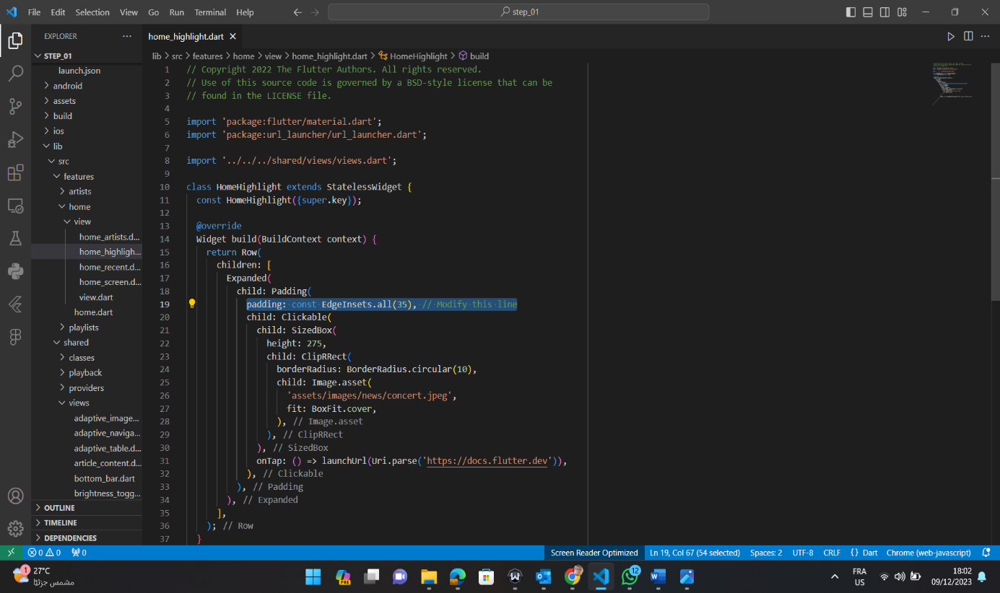 File Edit Selection View Go Run Terminal Help
step_01
EXPLORER
home_highlight.dart
STEP_01
lib > src > features > home > view > home_highlight.dart > HomeHighlight > build
launch.json
android
assets
build
ios
lib
src
features
artists
home
view
home_artists.d...
home_highligh...
home_recent.d...
home_screen.d...
view.dart
home.dart
playlists
shared
classes
playback
providers
views
adaptive_image...
adaptive_naviga...
adaptive_table.d...
article_content.d...
bottom_bar.dart
brightness_togg...
OUTLINE
TIMELINE
DEPENDENCIES
1 // Copyright 2022 The Flutter Authors. All rights reserved.
2 // Use of this source code is governed by a BSD-style license that can be
3 // found in the LICENSE file.
4
5 import 'package:flutter/material.dart';
6 import 'package:url_launcher/url_launcher.dart';
7
8 import '../../../shared/views/views.dart';
9
10 class HomeHighlight extends StatelessWidget {
11 const HomeHighlight({super.key});
12
13 @override
14 Widget build(BuildContext context) {
15 return Row(
16 children: [
17 Expanded(
18 child: Padding(
19 padding: const EdgeInsets.all(35), // Modify this line
20 child: Clickable(
21 child: SizedBox(
22 height: 275,
23 child: ClipRRect(
24 borderRadius: BorderRadius.circular(10),
25 child: Image.asset(
26 'assets/images/news/concert.jpeg',
27 fit: BoxFit.cover,
28 ), // Image.asset
29 ), // ClipRRect
30 ), // SizedBox
31 onTap: () => launchUrl(Uri.parse('https://docs.flutter.dev')),
32 ), // Clickable
33 ), // Padding
34 ), // Expanded
35 ],
36 ); // Row
37 }
0 0 0
Screen Reader Optimized
Ln 19, Col 67 (54 selected)
Spaces: 2
UTF-8
CRLF
{} Dart
Chrome (web-javascript)
1
27°C
مشمس جزئيًا
PRE
12
FRA
US
18:02
09/12/2023